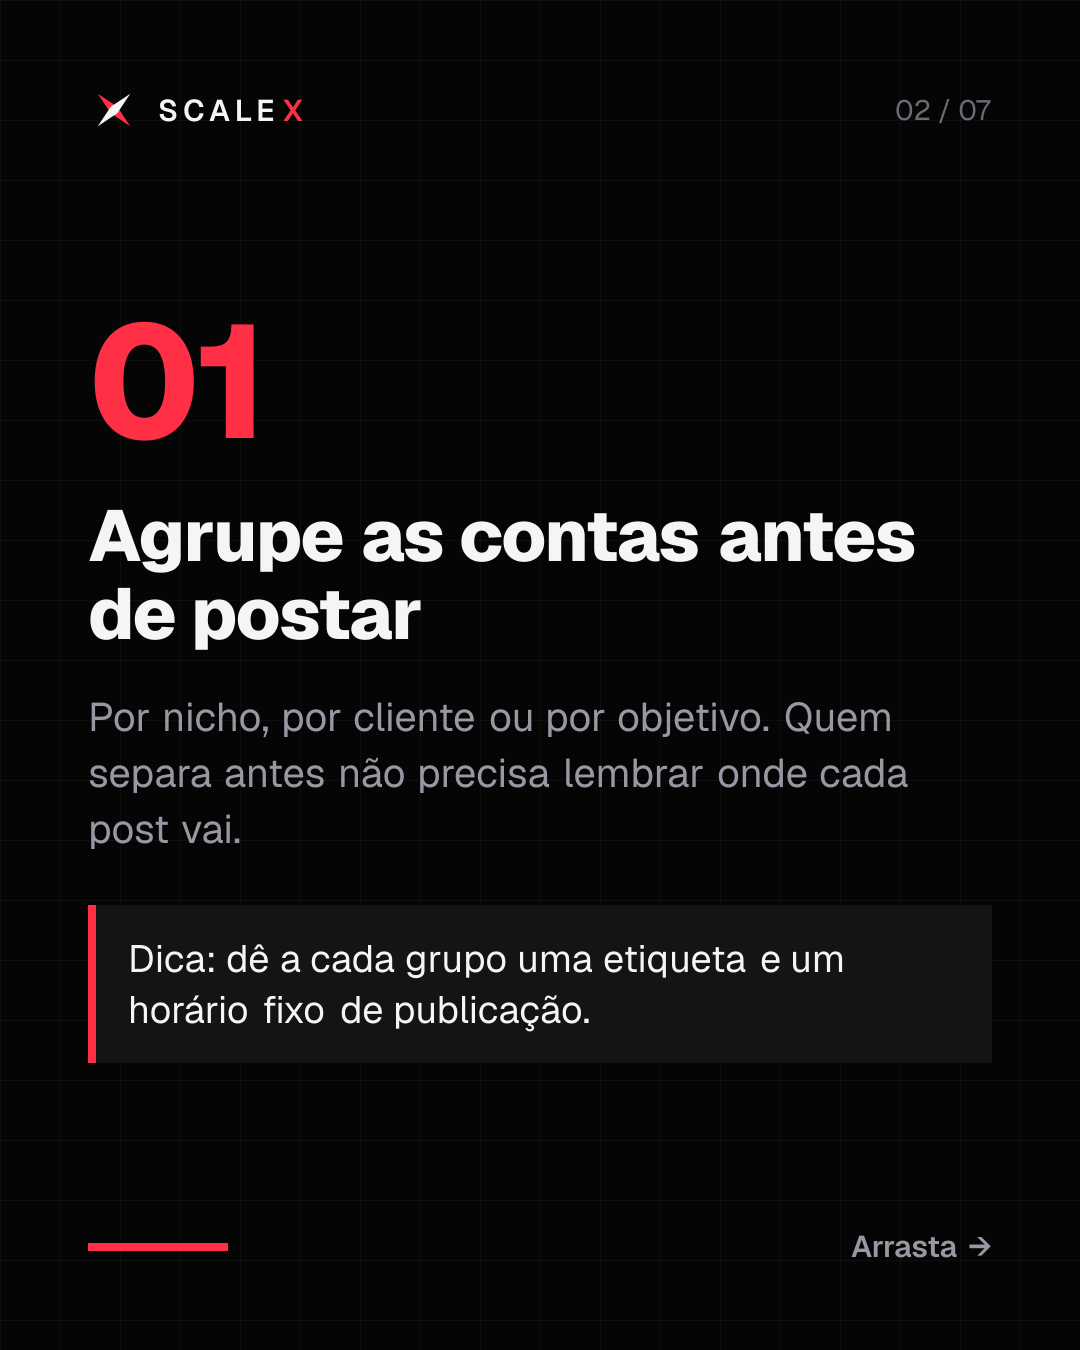 SCALEX
02 / 07
01
Agrupe as contas antes
de postar
Por nicho, por cliente ou por objetivo. Quem
separa antes não precisa lembrar onde cada
post vai.
Dica: dê a cada grupo uma etiqueta e um
horário fixo de publicação.
Arrasta →